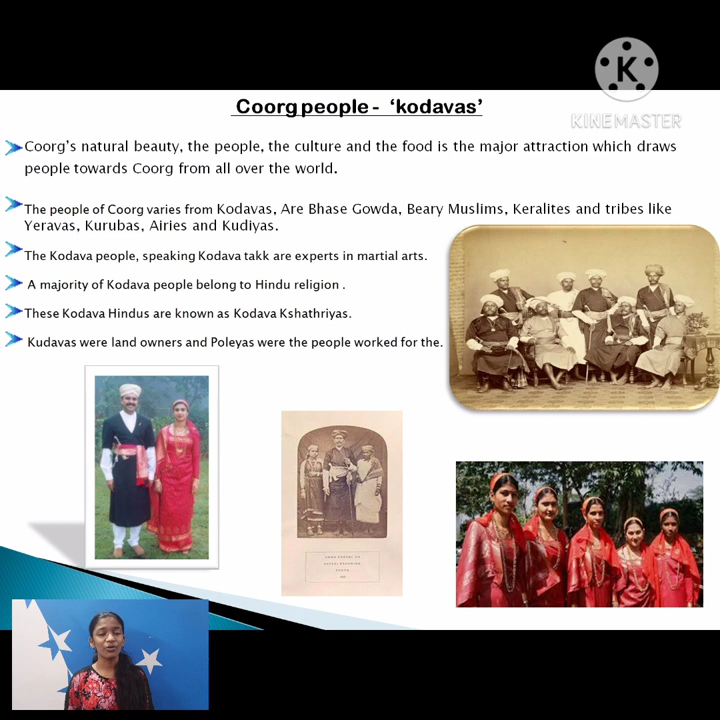 K
KINEMASTER
Coorg people - ‘kodavas’
Coorg’s natural beauty, the people, the culture and the food is the major attraction which draws
people towards Coorg from all over the world.
The people of Coorg varies from Kodavas, Are Bhase Gowda, Beary Muslims, Keralites and tribes like
Yeravas, Kurubas, Airies and Kudiyas.
The Kodava people, speaking Kodava takk are experts in martial arts.
A majority of Kodava people belong to Hindu religion .
These Kodava Hindus are known as Kodava Kshathriyas.
Kudavas were land owners and Poleyas were the people worked for the.